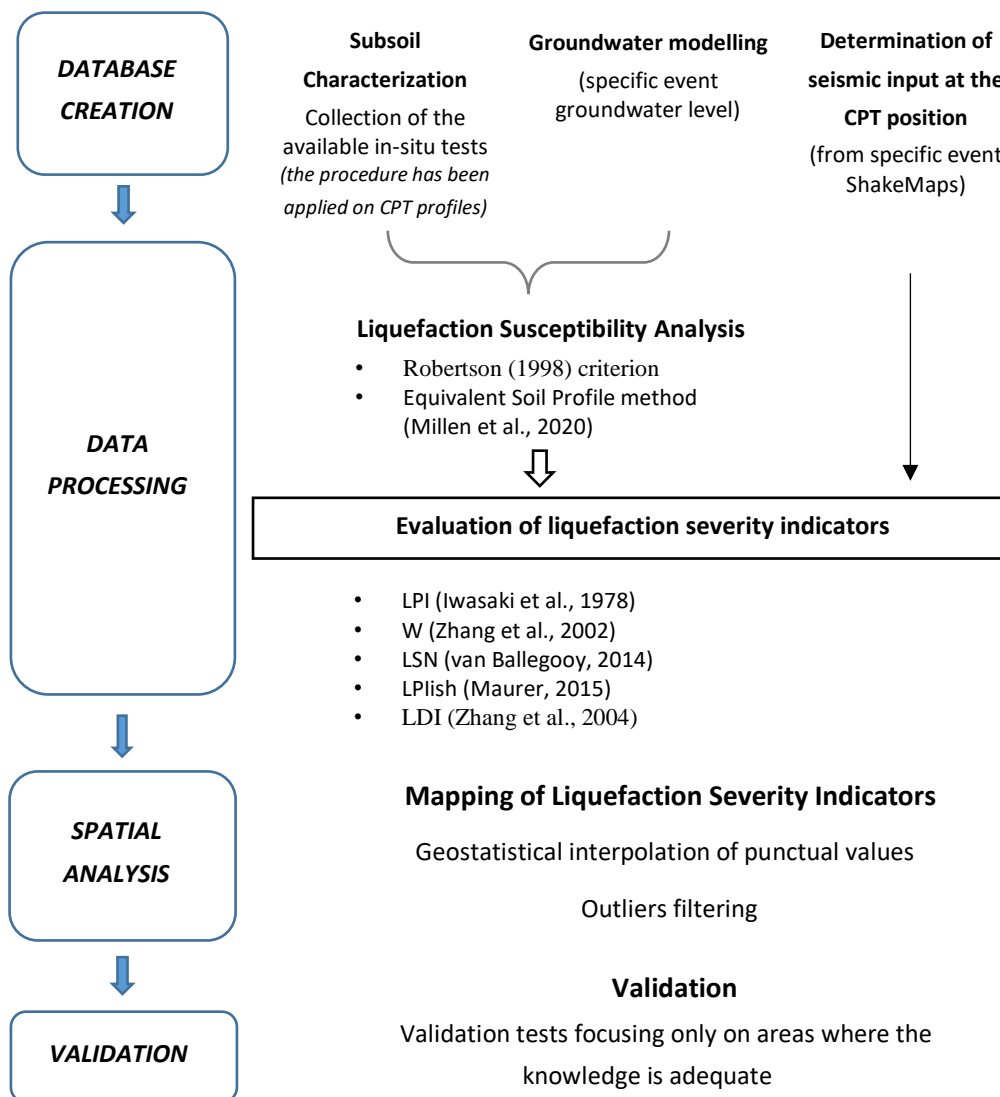 DATABASE
CREATION
Subsoil
Characterization
Collection of the
available in-situ tests
(the procedure has been
applied on CPT profiles)
Groundwater modelling
(specific event
groundwater level)
Determination of
seismic input at the
CPT position
(from specific event
ShakeMaps)
DATA
PROCESSING
Liquefaction Susceptibility Analysis
• Robertson (1998) criterion
• Equivalent Soil Profile method
(Millen et al., 2020)
Evaluation of liquefaction severity indicators
• LPI (Iwasaki et al., 1978)
• W (Zhang et al., 2002)
• LSN (van Ballegooy, 2014)
• LPIish (Maurer, 2015)
• LDI (Zhang et al., 2004)
SPATIAL
ANALYSIS
Mapping of Liquefaction Severity Indicators
Geostatistical interpolation of punctual values
Outliers filtering
VALIDATION
Validation
Validation tests focusing only on areas where the
knowledge is adequate